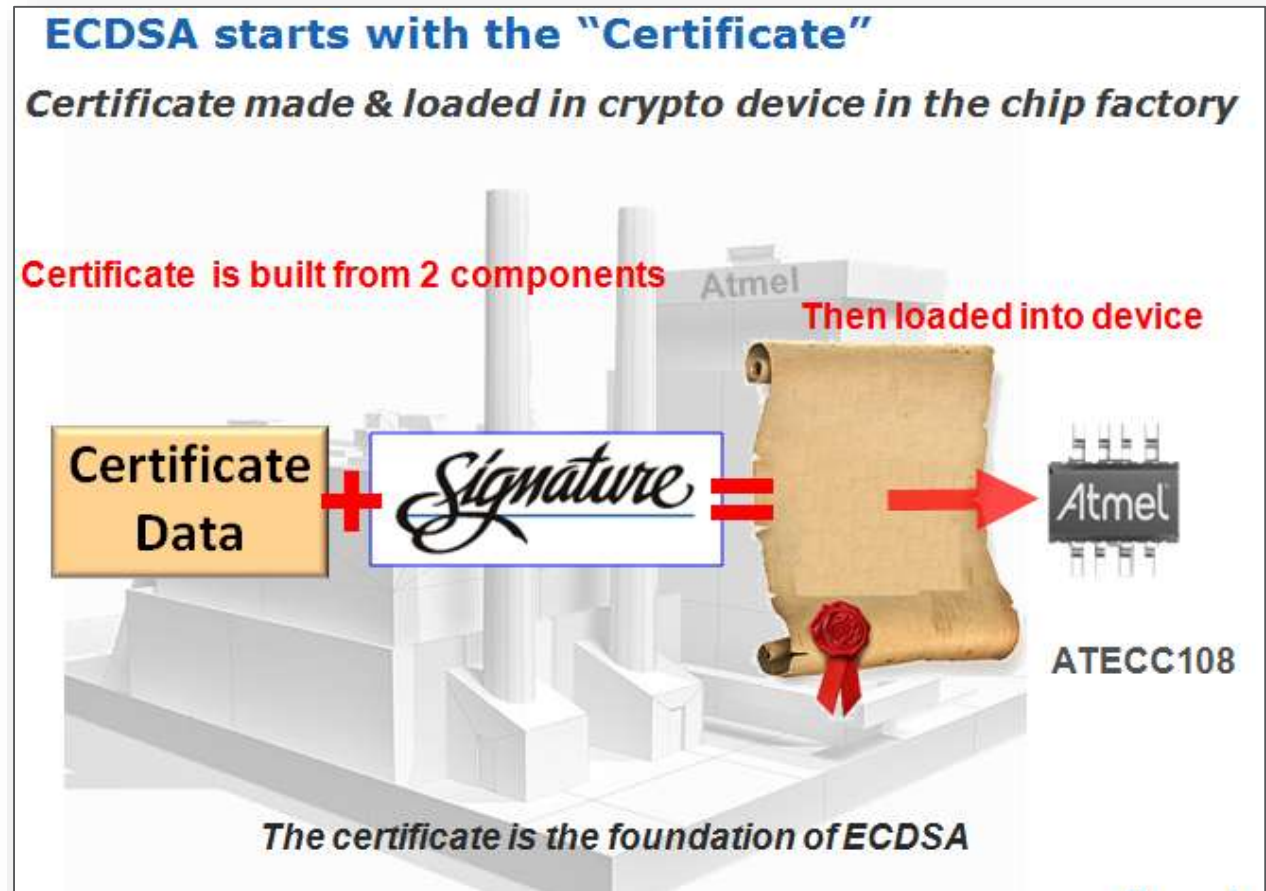 ECDSA starts with the “Certificate”
Certificate made & loaded in crypto device in the chip factory
Certificate is built from 2 components
Atmel
Then loaded into device
Certificate
Data
+
Signature
=
Atmel
ATECC108
The certificate is the foundation of ECDSA